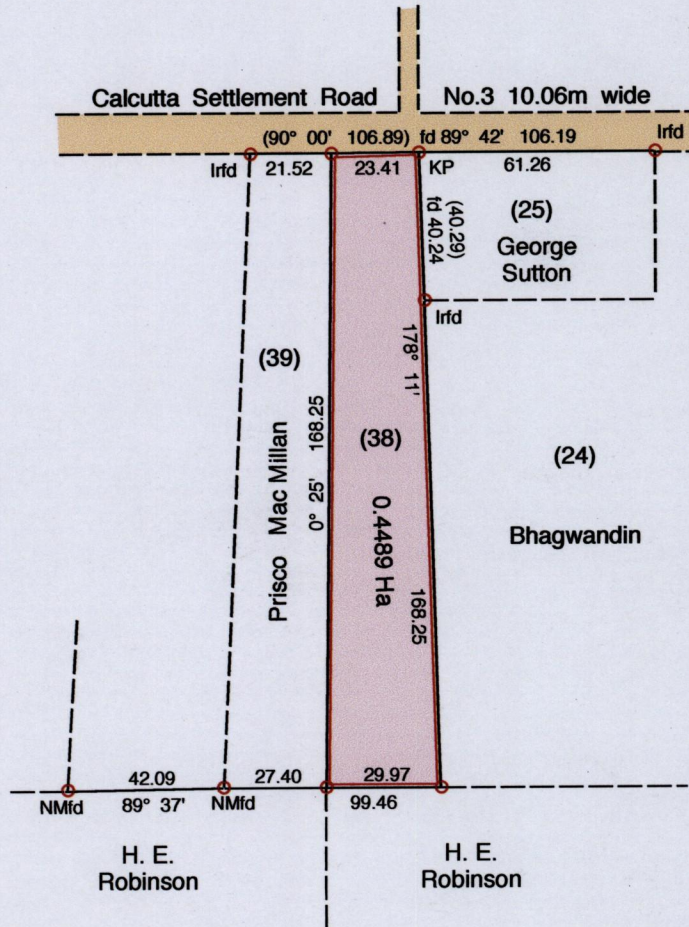 Calcutta Settlement Road
No.3 10.06m wide
(90° 00' 106.89) fd 89° 42' 106.19
Irfd
Irfd
21.52
23.41
KP
61.26
(40.29)
fd 40.24
(25)
George
Sutton
Irfd
178° 11'
168.25
(39)
Prisco Mac Millan
0° 25' 168.25
(38)
0.4489 Ha
(24)
Bhagwandin
42.09
27.40
29.97
NMfd
89° 37'
NMfd
99.46
H. E.
Robinson
H. E.
Robinson